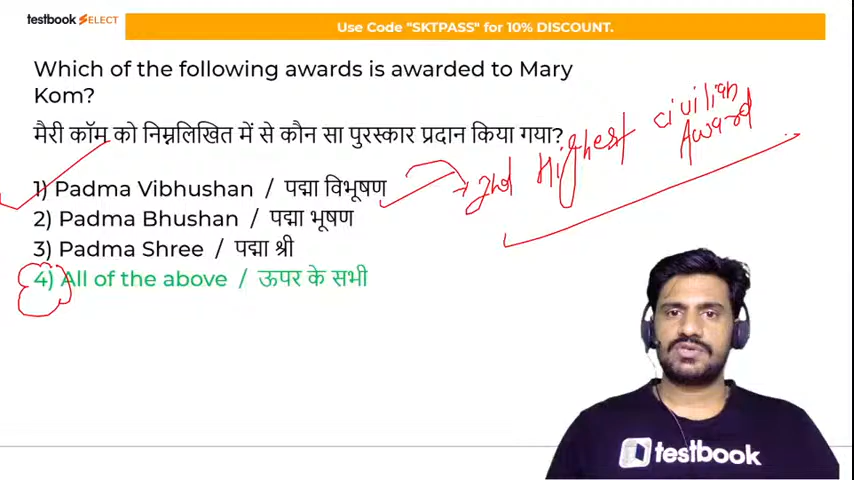 testbook SELECT
Use Code "SKTPASS" for 10% DISCOUNT.
Which of the following awards is awarded to Mary
Kom?
मैरी कॉम को निम्नलिखित में से कौन सा पुरस्कार प्रदान किया गया?
1) Padma Vibhushan / पद्मा विभूषण
2) Padma Bhushan / पद्मा भूषण
3) Padma Shree / पद्मा श्री
4) All of the above / ऊपर के सभी
2nd Highest civilian
Award
testbook